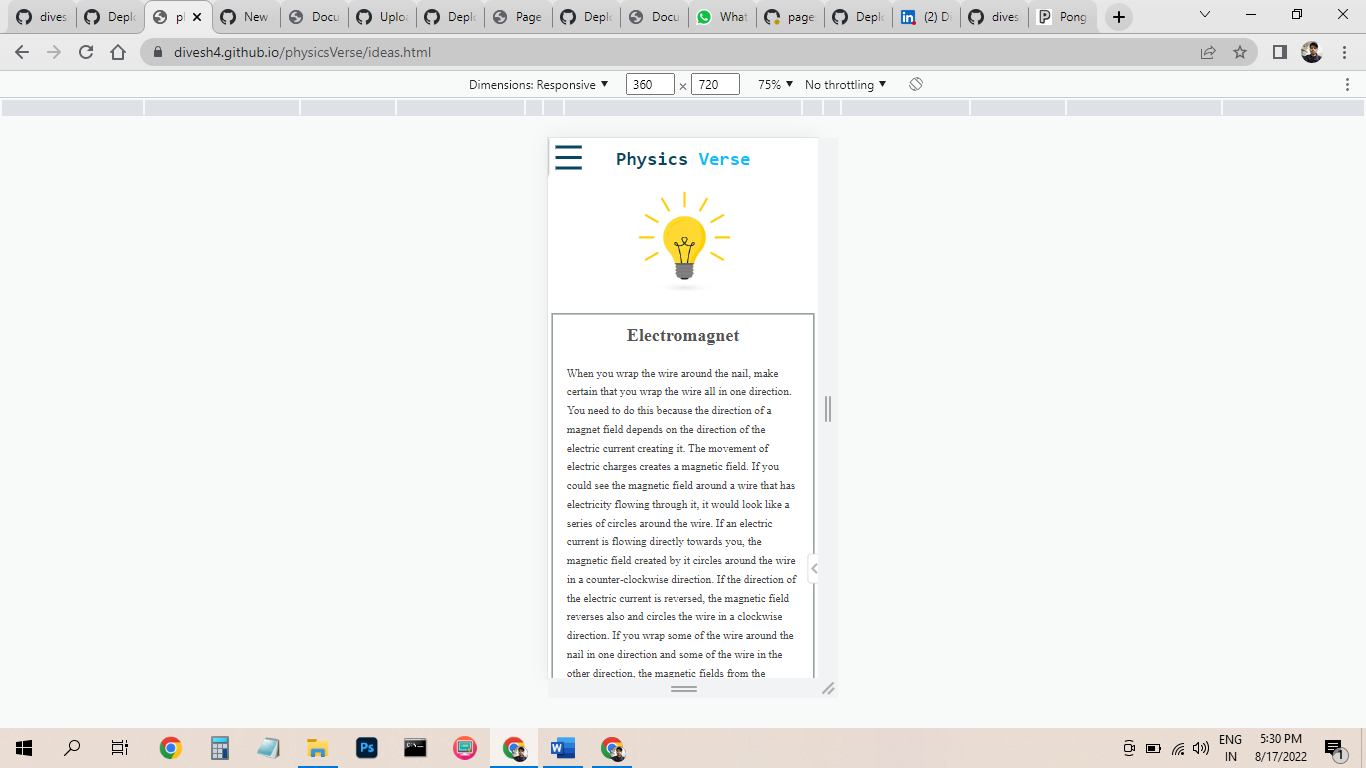 dives
Deplo
pl
New
Docu
Uploa
Deplo
Page
Deplo
Docu
What
page
Deplo
(2) D
dives
Pong
divesh4.github.io/physicsVerse/ideas.html
Dimensions: Responsive 360 × 720 75% No throttling
Physics Verse
Electromagnet
When you wrap the wire around the nail, make
certain that you wrap the wire all in one direction.
You need to do this because the direction of a
magnet field depends on the direction of the
electric current creating it. The movement of
electric charges creates a magnetic field. If you
could see the magnetic field around a wire that has
electricity flowing through it, it would look like a
series of circles around the wire. If an electric
current is flowing directly towards you, the
magnetic field created by it circles around the wire
in a counter-clockwise direction. If the direction of
the electric current is reversed, the magnetic field
reverses also and circles the wire in a clockwise
direction. If you wrap some of the wire around the
nail in one direction and some of the wire in the
other direction, the magnetic fields from the
Ps
W
ENG
IN
5:30 PM
8/17/2022
1